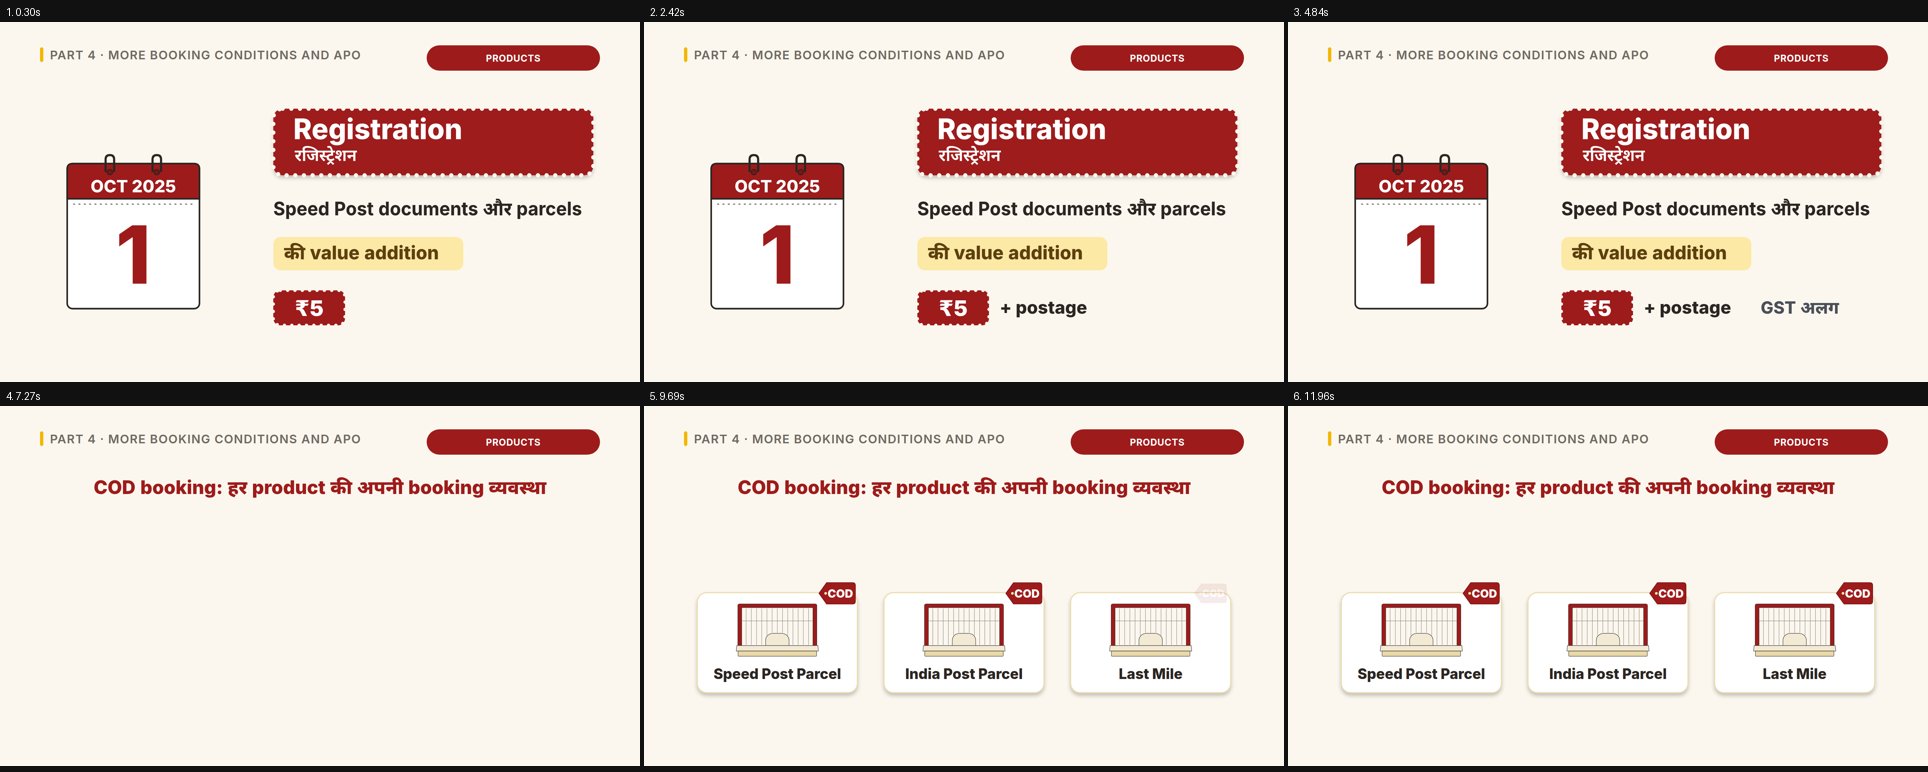 1. 0.30s
PART 4 · MORE BOOKING CONDITIONS AND APO
PRODUCTS
Registration
रजिस्ट्रेशन
OCT 2025
1
Speed Post documents और parcels
की value addition
₹5
2. 2.42s
PART 4 · MORE BOOKING CONDITIONS AND APO
PRODUCTS
Registration
रजिस्ट्रेशन
OCT 2025
1
Speed Post documents और parcels
की value addition
₹5 + postage
3. 4.84s
PART 4 · MORE BOOKING CONDITIONS AND APO
PRODUCTS
Registration
रजिस्ट्रेशन
OCT 2025
1
Speed Post documents और parcels
की value addition
₹5 + postage GST अलग
4. 7.27s
PART 4 · MORE BOOKING CONDITIONS AND APO
PRODUCTS
COD booking: हर product की अपनी booking व्यवस्था
5. 9.69s
PART 4 · MORE BOOKING CONDITIONS AND APO
PRODUCTS
COD booking: हर product की अपनी booking व्यवस्था
COD
COD
COD
Speed Post Parcel
India Post Parcel
Last Mile
6. 11.96s
PART 4 · MORE BOOKING CONDITIONS AND APO
PRODUCTS
COD booking: हर product की अपनी booking व्यवस्था
COD
COD
COD
Speed Post Parcel
India Post Parcel
Last Mile